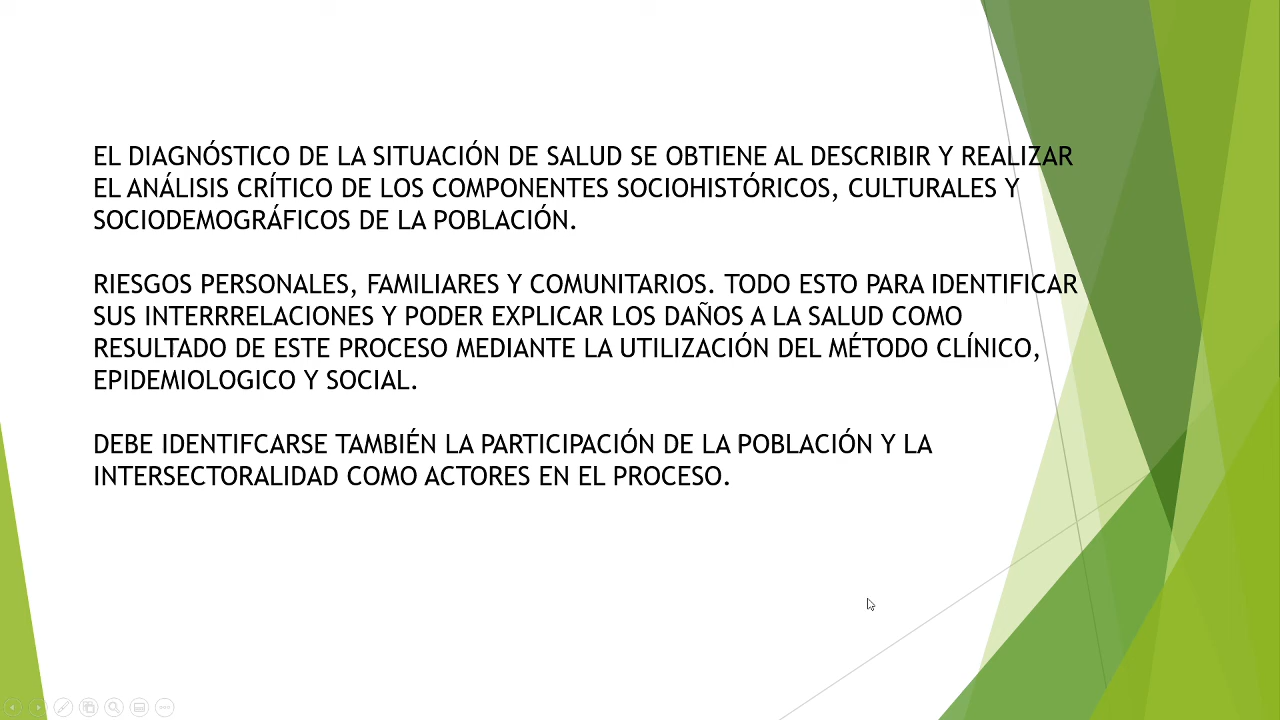 EL DIAGNÓSTICO DE LA SITUACIÓN DE SALUD SE OBTIENE AL DESCRIBIR Y REALIZAR
EL ANÁLISIS CRÍTICO DE LOS COMPONENTES SOCIOHISTÓRICOS, CULTURALES Y
SOCIODEMOGRÁFICOS DE LA POBLACIÓN.
RIESGOS PERSONALES, FAMILIARES Y COMUNITARIOS. TODO ESTO PARA IDENTIFICAR
SUS INTERRRELACIONES Y PODER EXPLICAR LOS DAÑOS A LA SALUD COMO
RESULTADO DE ESTE PROCESO MEDIANTE LA UTILIZACIÓN DEL MÉTODO CLÍNICO,
EPIDEMIOLOGICO Y SOCIAL.
DEBE IDENTIFCARSE TAMBIÉN LA PARTICIPACIÓN DE LA POBLACIÓN Y LA
INTERSECTORALIDAD COMO ACTORES EN EL PROCESO.